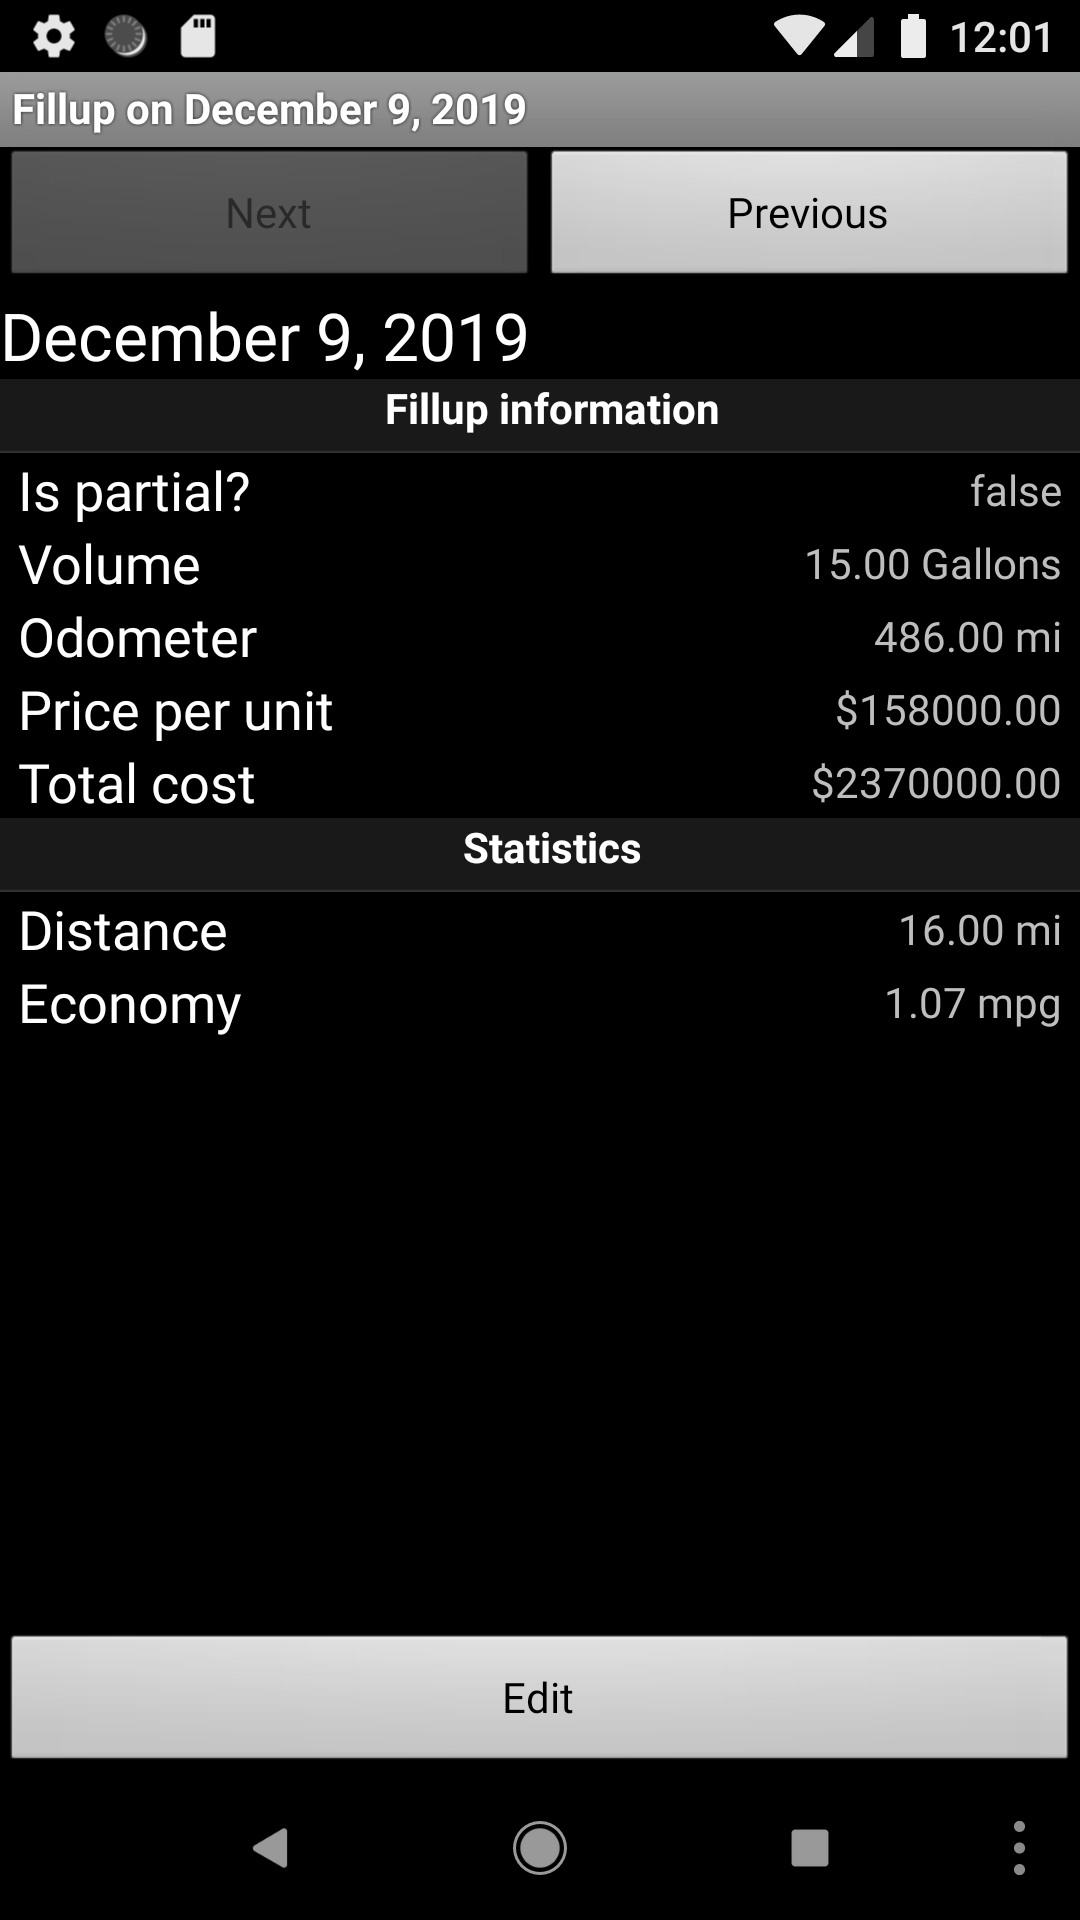 12:01
Fillup on December 9, 2019
Next
Previous
December 9, 2019
Fillup information
Is partial? false
Volume 15.00 Gallons
Odometer 486.00 mi
Price per unit $158000.00
Total cost $2370000.00
Statistics
Distance 16.00 mi
Economy 1.07 mpg
Edit